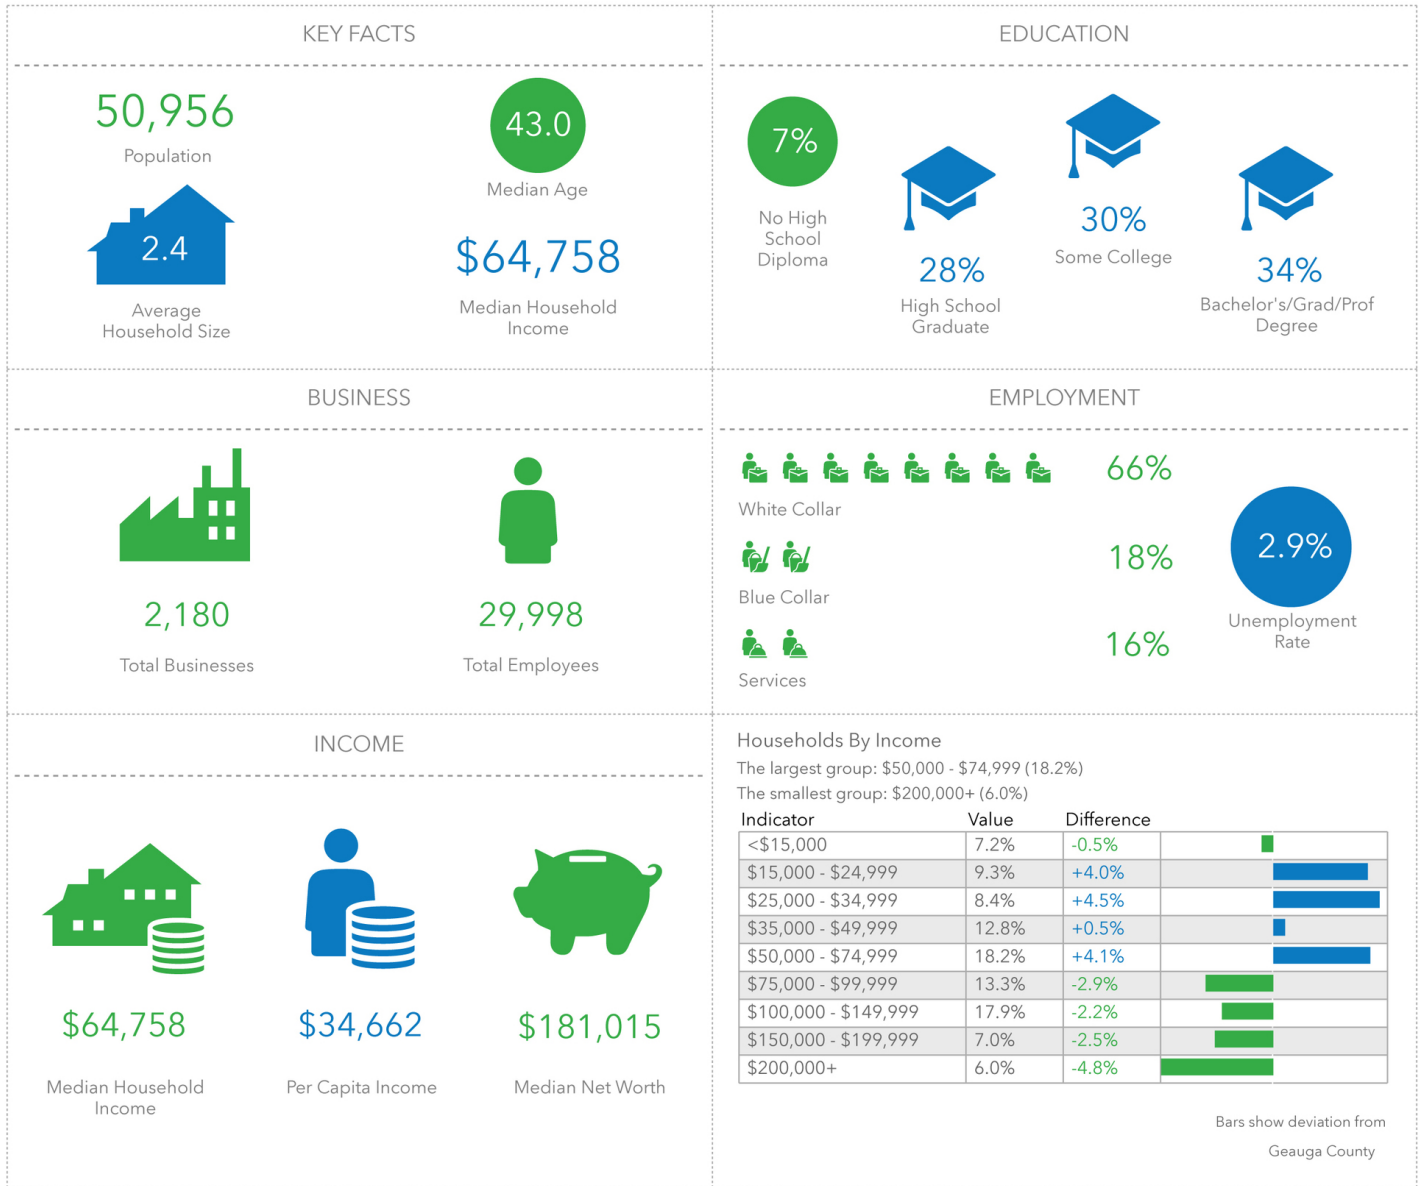 KEY FACTS
50,956
Population
43.0
Median Age
2.4
Average
Household Size
$64,758
Median Household
Income
EDUCATION
7%
No High
School
Diploma
28%
High School
Graduate
30%
Some College
34%
Bachelor's/Grad/Prof
Degree
BUSINESS
2,180
Total Businesses
29,998
Total Employees
EMPLOYMENT
66%
White Collar
18%
Blue Collar
16%
Services
2.9%
Unemployment
Rate
INCOME
$64,758
Median Household
Income
$34,662
Per Capita Income
$181,015
Median Net Worth
Households By Income
The largest group: $50,000 - $74,999 (18.2%)
The smallest group: $200,000+ (6.0%)
Indicator Value Difference
<$15,000 7.2% -0.5%
$15,000 - $24,999 9.3% +4.0%
$25,000 - $34,999 8.4% +4.5%
$35,000 - $49,999 12.8% +0.5%
$50,000 - $74,999 18.2% +4.1%
$75,000 - $99,999 13.3% -2.9%
$100,000 - $149,999 17.9% -2.2%
$150,000 - $199,999 7.0% -2.5%
$200,000+ 6.0% -4.8%
Bars show deviation from
Geauga County